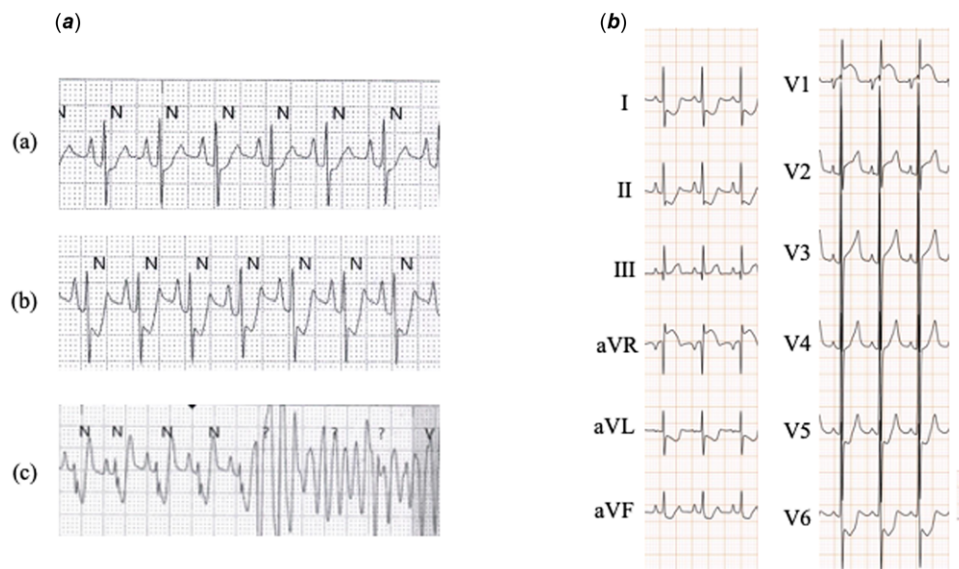 (a)
(b)
(a)
N N N N N N N
(b)
N N N N N N N
(c)
N N N N ? ? ? V
I
II
III
aVR
aVL
aVF
V1
V2
V3
V4
V5
V6